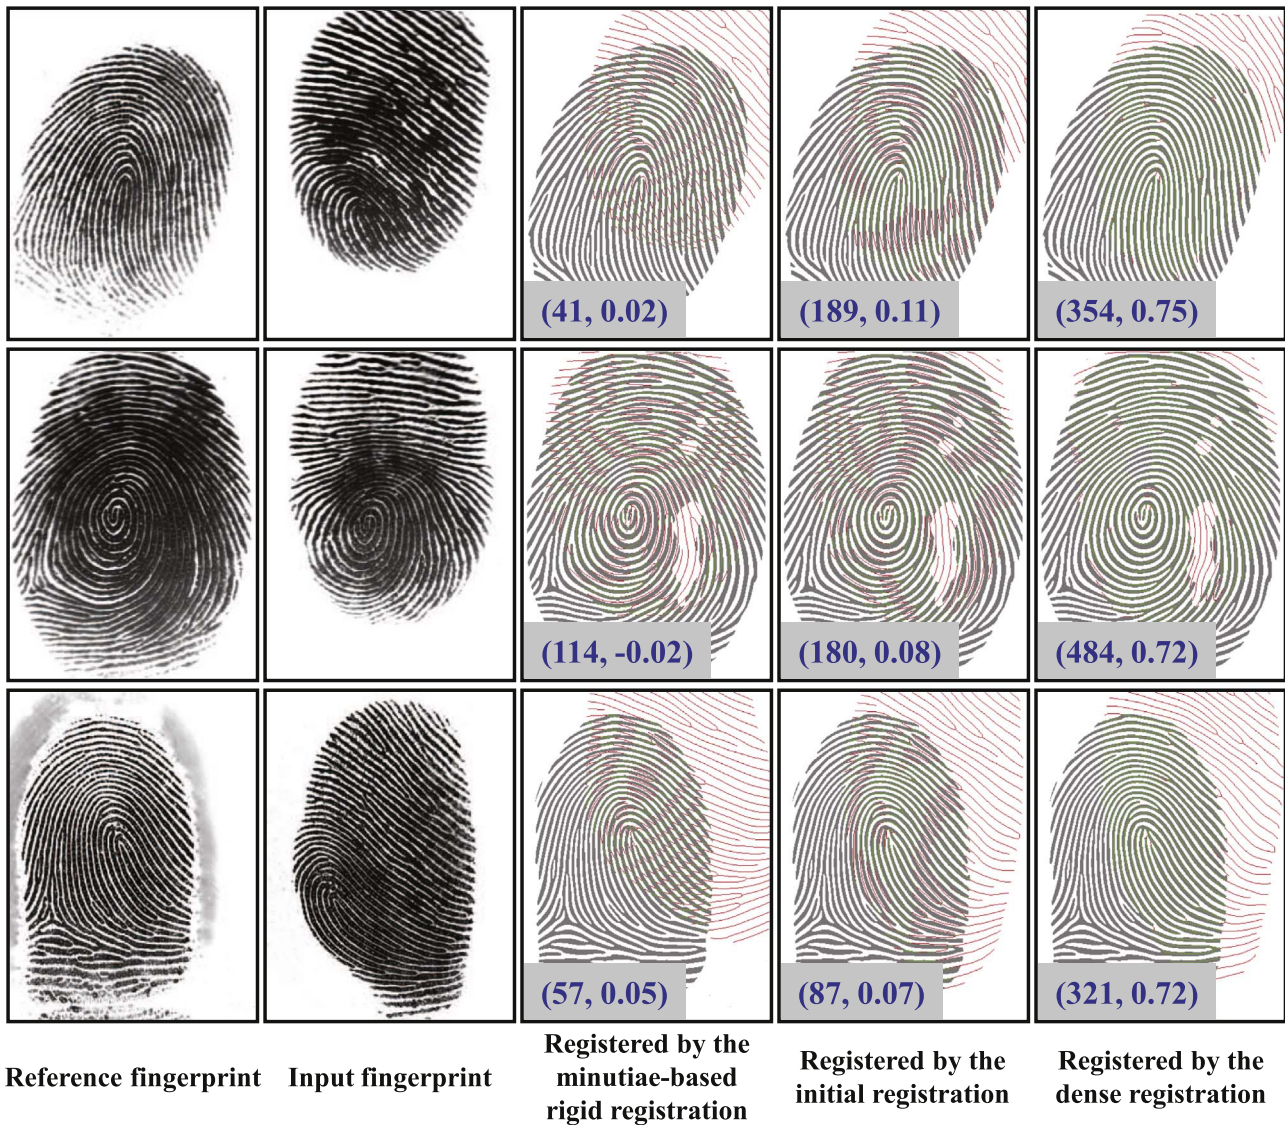 (41, 0.02)
(189, 0.11)
(354, 0.75)
(114, -0.02)
(180, 0.08)
(484, 0.72)
(57, 0.05)
(87, 0.07)
(321, 0.72)
Reference fingerprint
Input fingerprint
Registered by the
minutiae-based
rigid registration
Registered by the
initial registration
Registered by the
dense registration